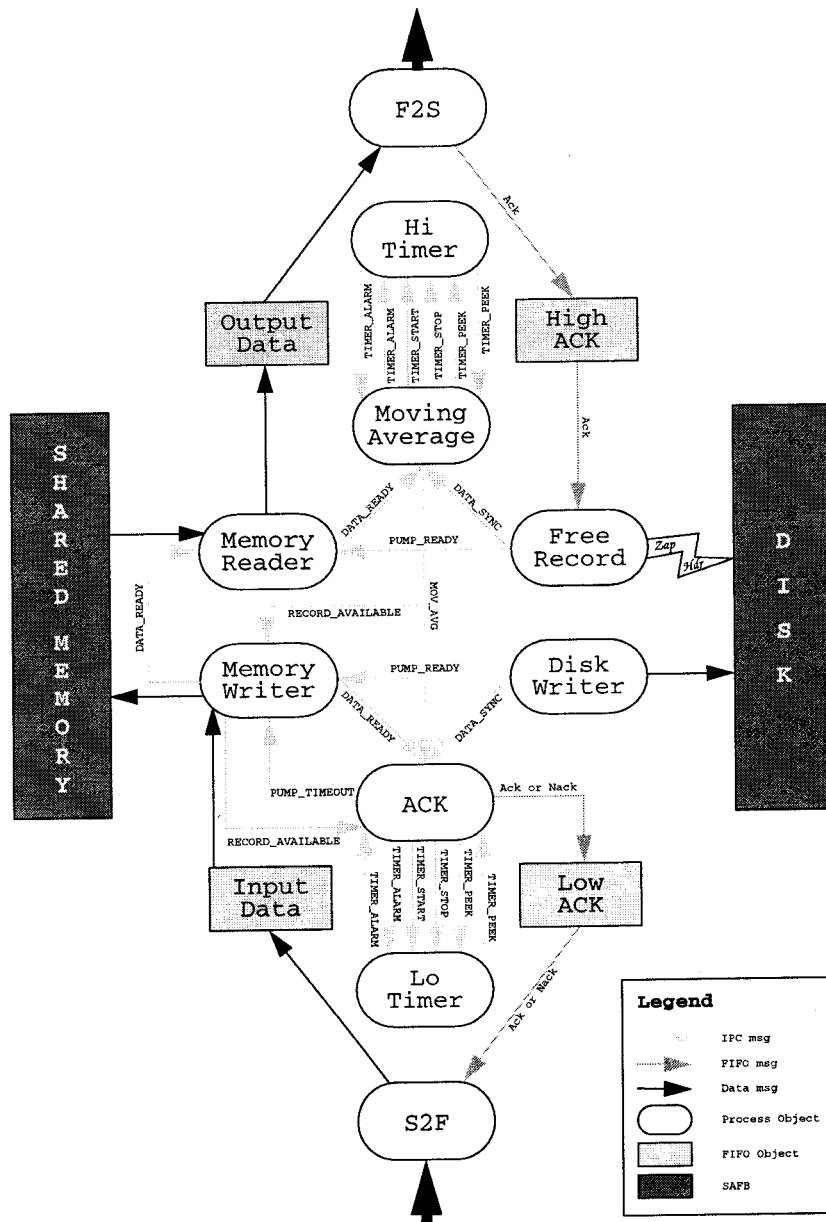 F2S
Ack
Hi
Timer
TIMER_ALARM
TIMER_ALARM
TIMER_START
TIMER_STOP
TIMER_PEEK
TIMER_PEEK
Output
Data
High
ACK
Ack
Moving
Average
SHARED MEMORY
DISK
DATA_READY
DATA_SYNC
Memory
Reader
PUMP_READY
Free
Record
Zap
Hdr
DATA_READY
RECORD_AVAILABLE
MOV_AVG
Memory
Writer
PUMP_READY
Disk
Writer
DATA_READY
DATA_SYNC
PUMP_TIMEOUT
ACK
Ack or Nack
RECORD_AVAILABLE
TIMER_ALARM
TIMER_ALARM
TIMER_START
TIMER_STOP
TIMER_PEEK
TIMER_PEEK
Input
Data
Low
ACK
Lo
Timer
Ack or Nack
S2F
Legend
IPC msg
FIFO msg
Data msg
Process Object
FIFO Object
SAFB